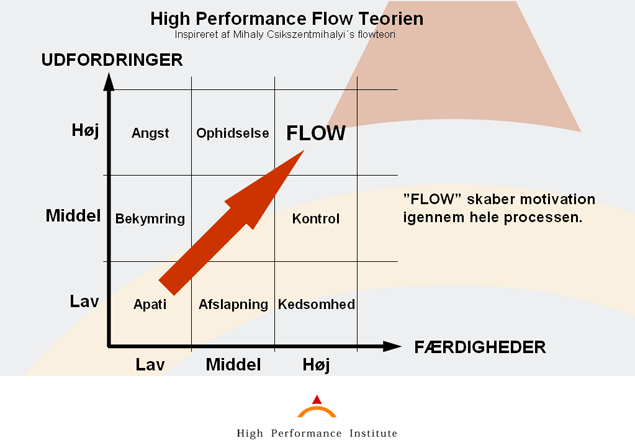 High Performance Flow Teorien
Inspireret af Mihaly Csikszentmihalyi´s flowteori
UDFORDRINGER
Høj
Angst
Ophidselse
FLOW
Middel
Bekymring
Kontrol
”FLOW” skaber motivation
igennem hele processen.
Lav
Apati
Afslapning
Kedsomhed
FÆRDIGHEDER
Lav
Middel
Høj
High Performance Institute